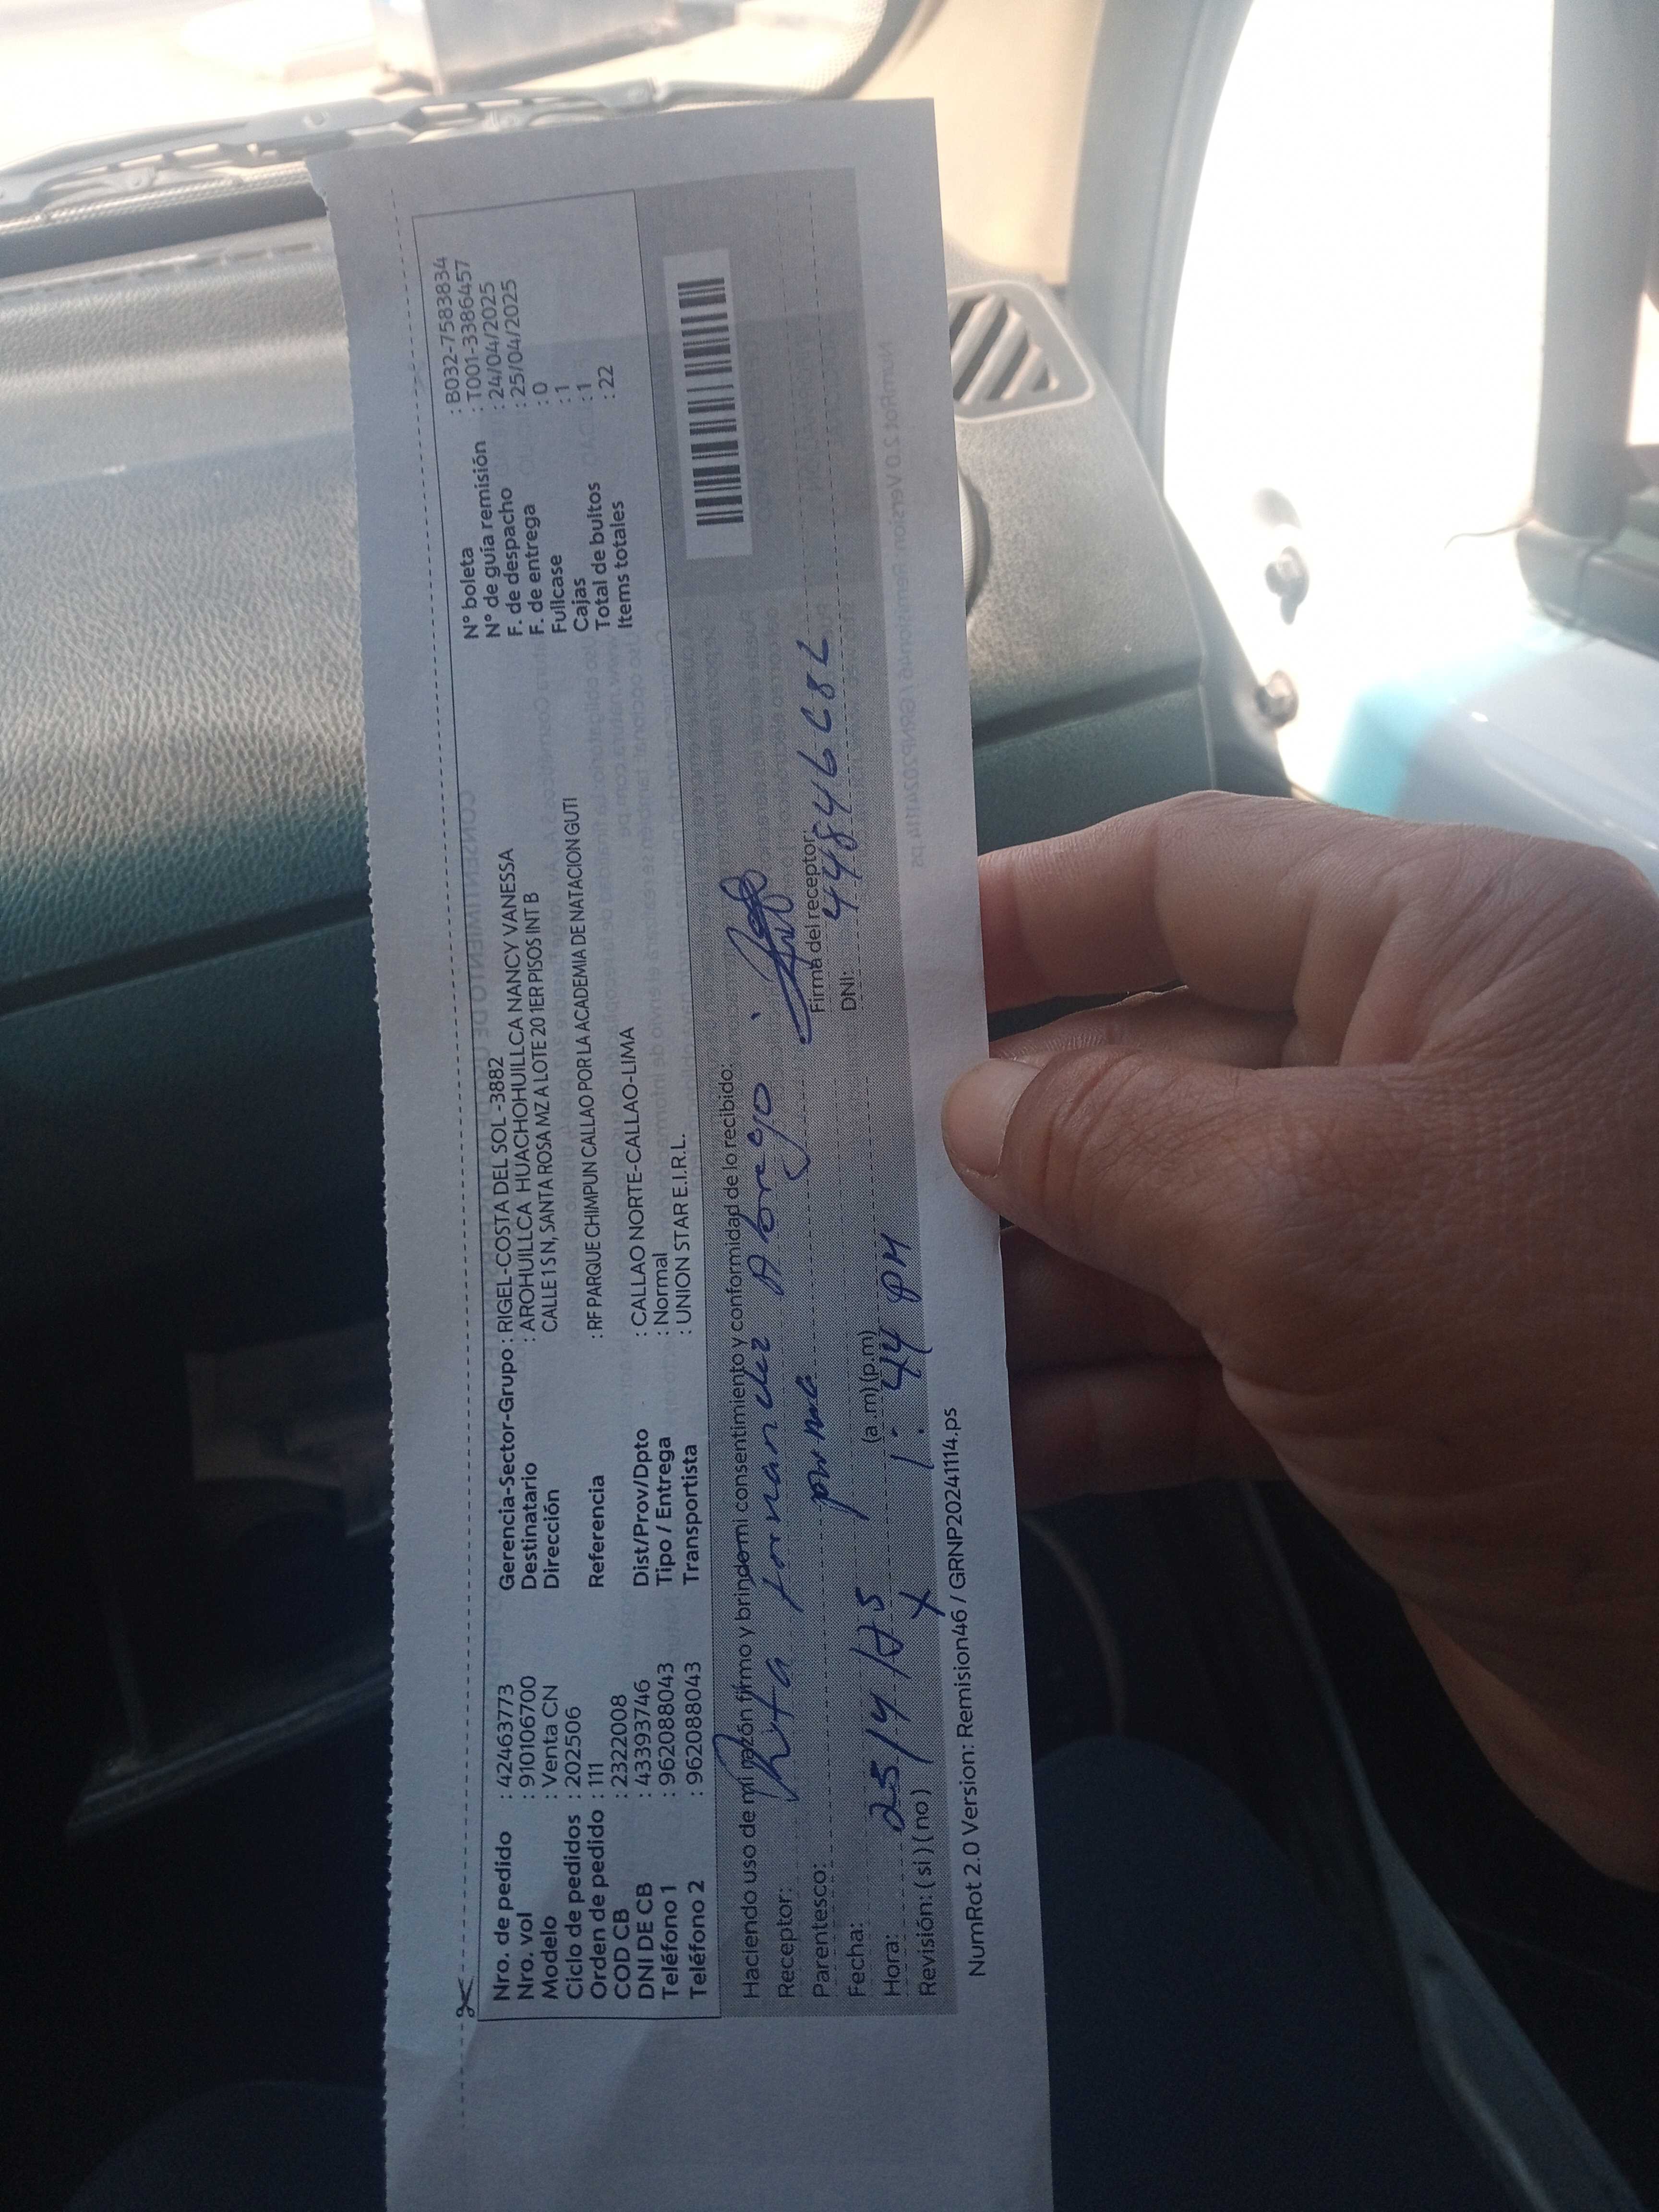 Nro. de pedido : 42463773
Nro. vol : 910106700
Modelo : Venta CN
Ciclo de pedidos : 202506
Orden de pedido : 111
COD CB : 2322008
DNI DE CB : 43393746
Teléfono 1 : 962088043
Teléfono 2 : 962088043
Gerencia-Sector-Grupo : RIGEL-COSTA DEL SOL -3882
Destinatario : AROHUILLCA HUACHOHUILLCA NANCY VANESSA
Dirección CALLE 1 S N, SANTA ROSA MZ A LOTE 20 1ER PISOS INT B
Referencia : RF PARQUE CHIMPUN CALLAO POR LA ACADEMIA DE NATACION GUTI
Dist/Prov/Dpto : CALLAO NORTE-CALLAO-LIMA
Tipo / Entrega : Normal
Transportista : UNION STAR E.I.R.L.
N° boleta : B032-7583834
N° de guía remisión : T001-3386457
F. de despacho : 24/04/2025
F. de entrega : 25/04/2025
Fullcase : 0
Cajas : 1
Total de bultos : 1
Items totales : 22
Haciendo uso de mi razón firmo y brindo mi consentimiento y conformidad de lo recibido:
Receptor: Rita Fernandez Abrego
Parentesco:
Firma del receptor:
Fecha: 25/4/
DNI: 44846682
Hora: (a.m)(p.m) 1:44 PM
Revisión: ( si ) ( no ) X
NumRot 2.0 Version: Remision46 / GRNP20241114.ps